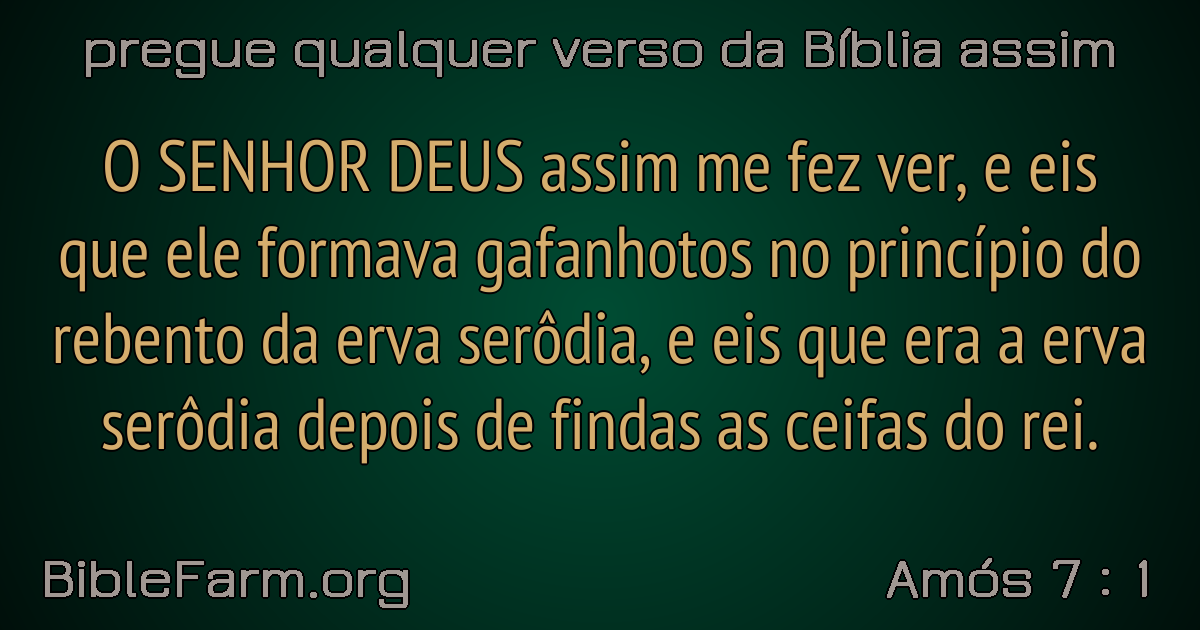 pregue qualquer verso da Bíblia assim
O SENHOR DEUS assim me fez ver, e eis
que ele formava gafanhotos no princípio do
rebento da erva serôdia, e eis que era a erva
serôdia depois de findas as ceifas do rei.
BibleFarm.org
Amós 7 : 1